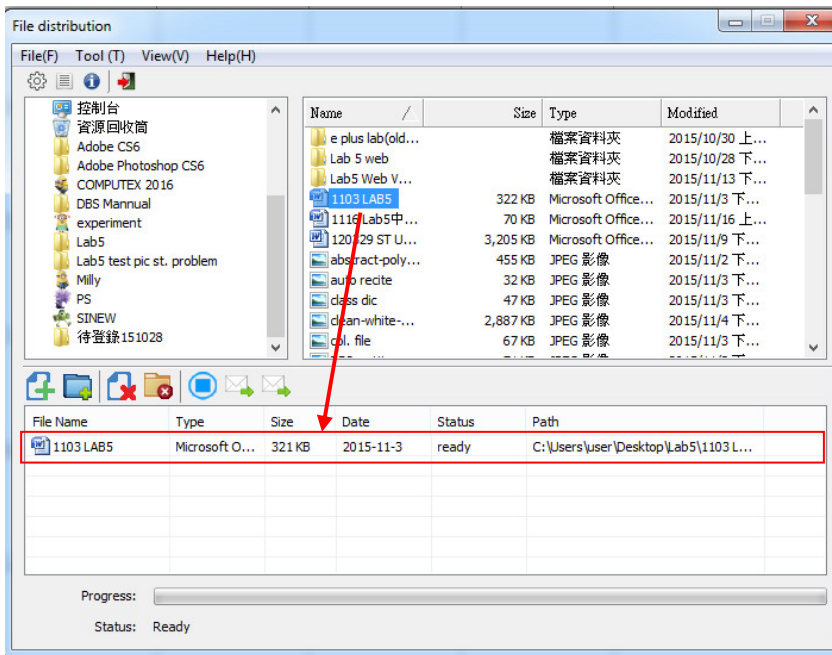 File distribution
File(F) Tool (T) View(V) Help(H)
控制台
資源回收筒
Adobe CS6
Adobe Photoshop CS6
COMPUTEX 2016
DBS Mannual
experiment
Lab5
Lab5 test pic st. problem
Milly
PS
SINEW
待登錄151028
Name Size Type Modified
e plus lab(old... 檔案資料夾 2015/10/30 上...
Lab 5 web 檔案資料夾 2015/10/28 下...
Lab5 Web V... 檔案資料夾 2015/11/13 下...
1103 LAB5 322 KB Microsoft Office... 2015/11/3 下...
1116 Lab5中... 70 KB Microsoft Office... 2015/11/16 上...
120329 ST U... 3,205 KB Microsoft Office... 2015/11/9 下...
abstract-poly... 455 KB JPEG 影像 2015/11/2 下...
auto recite 32 KB JPEG 影像 2015/11/3 下...
class dic 47 KB JPEG 影像 2015/11/3 下...
clean-white-... 2,887 KB JPEG 影像 2015/11/4 下...
col. file 67 KB JPEG 影像 2015/11/3 下...
File Name Type Size Date Status Path
1103 LAB5 Microsoft O... 321 KB 2015-11-3 ready C:\Users\user\Desktop\Lab5\1103 L...
Progress:
Status: Ready